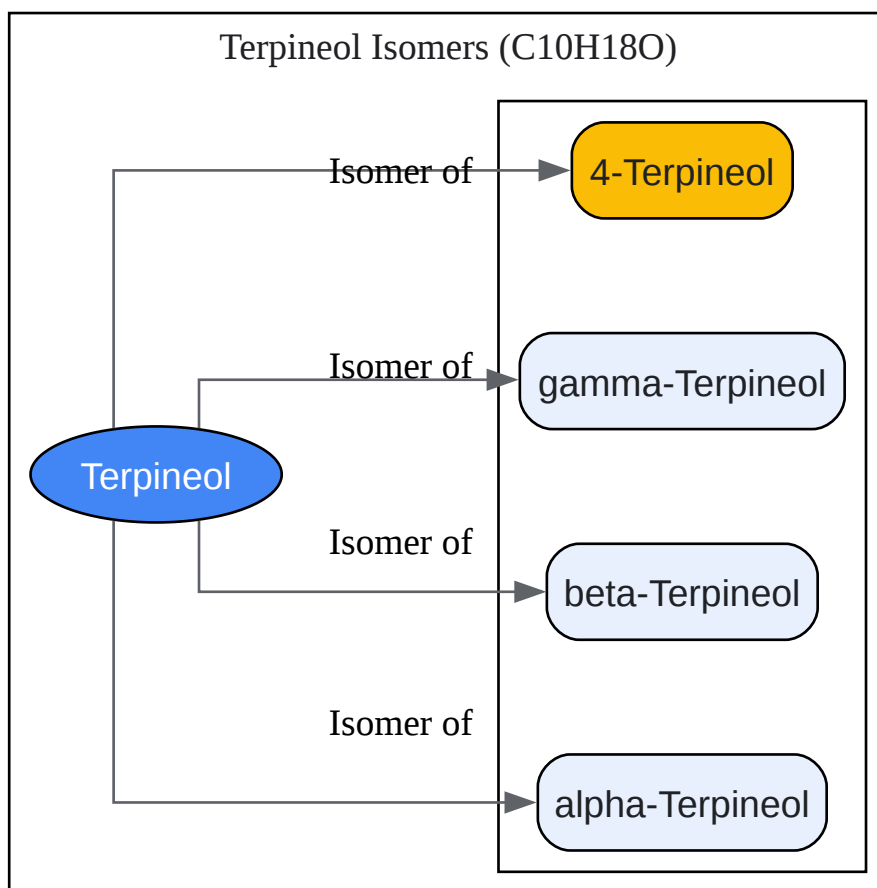 Terpineol Isomers (C10H18O)
Isomer of
4-Terpineol
Isomer of
gamma-Terpineol
Terpineol
Isomer of
beta-Terpineol
Isomer of
alpha-Terpineol